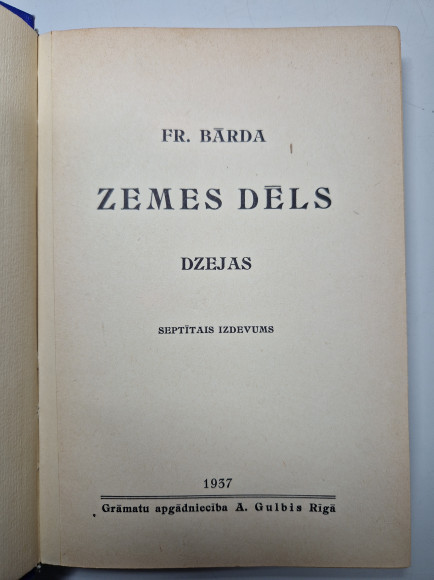 FR. BĀRDA
ZEMES DĒLS
DZEJAS
SEPTĪTAIS IZDEVUMS
1937
Grāmatu apgādniecība A. Gulbis Rīgā